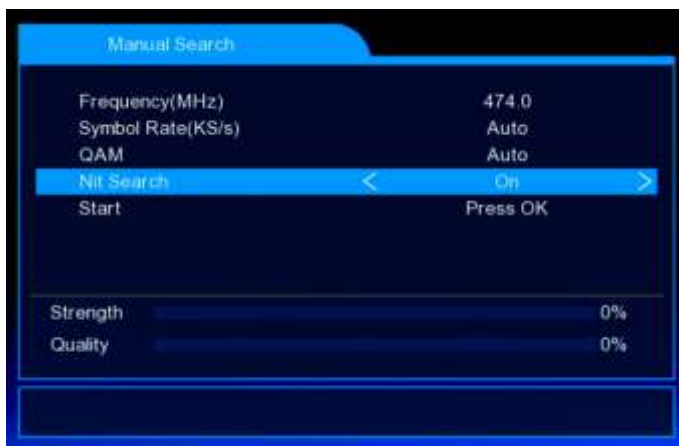 Manual Search
Frequency(MHz) 474.0
Symbol Rate(KS/s) Auto
QAM Auto
Nit Search < On >
Start Press OK
Strength 0%
Quality 0%